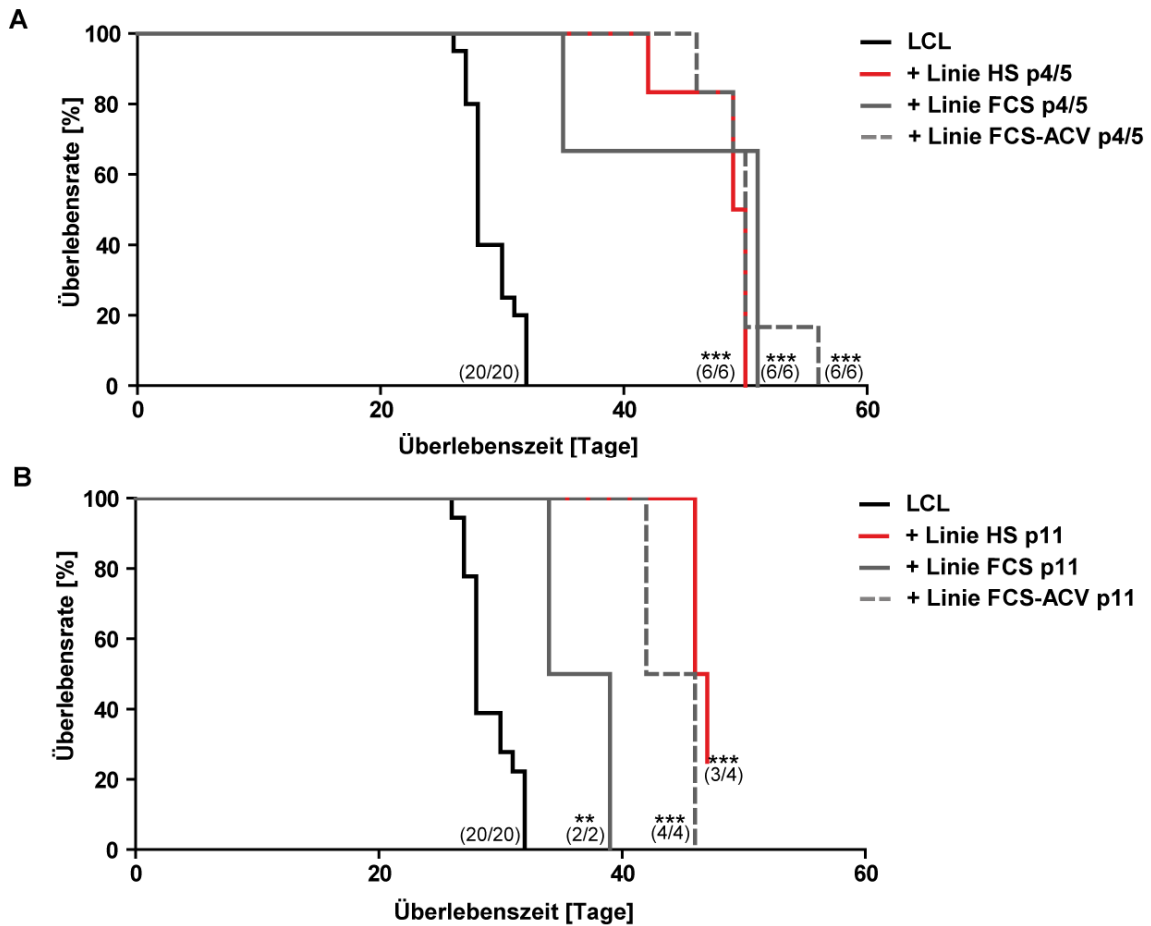 A
100
80
60
40
20
0
Überlebensrate [%]
0 20 40 60
Überlebenszeit [Tage]
LCL
+ Linie HS p4/5
+ Linie FCS p4/5
+ Linie FCS-ACV p4/5
*** *** ***
(20/20) (6/6) (6/6) (6/6)
B
100
80
60
40
20
0
Überlebensrate [%]
0 20 40 60
Überlebenszeit [Tage]
LCL
+ Linie HS p11
+ Linie FCS p11
+ Linie FCS-ACV p11
***
(3/4)
** ***
(20/20) (2/2) (4/4)